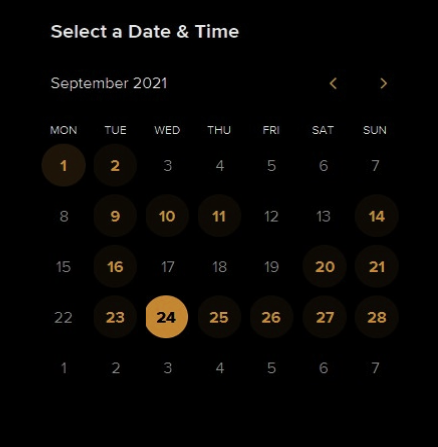 Select a Date & Time
September 2021
MON TUE WED THU FRI SAT SUN
1 2 3 4 5 6 7
8 9 10 11 12 13 14
15 16 17 18 19 20 21
22 23 24 25 26 27 28
1 2 3 4 5 6 7